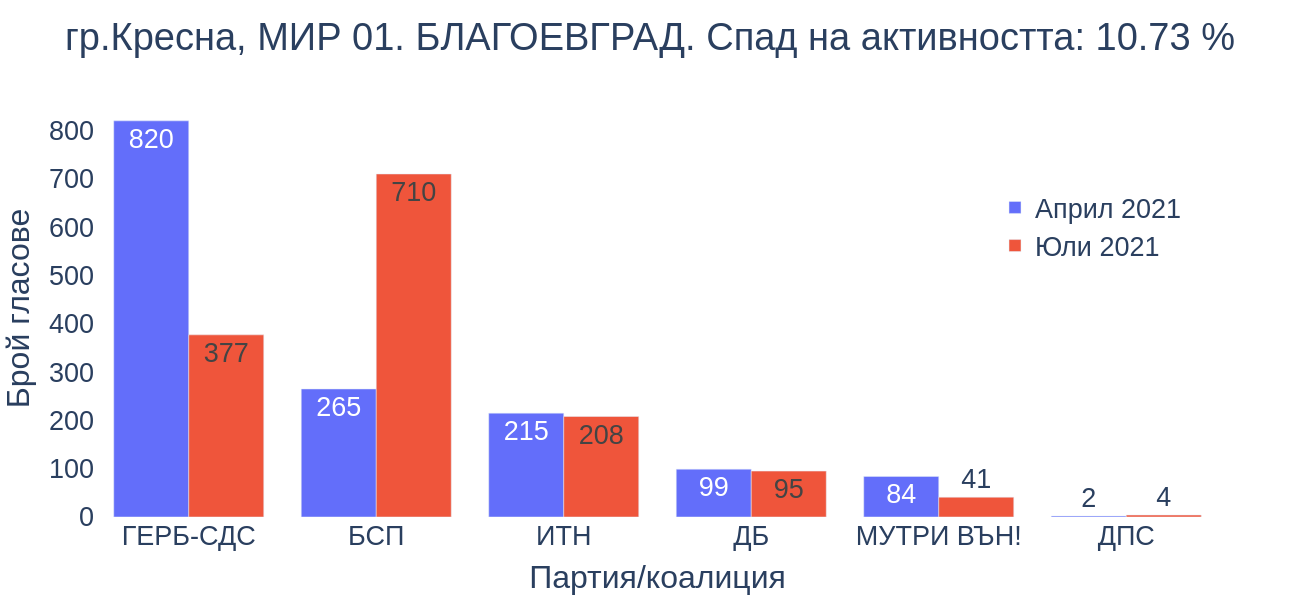 гр.Кресна, МИР 01. БЛАГОЕВГРАД. Спад на активността: 10.73 %
Брой гласове
800
700
600
500
400
300
200
100
0
820
377
265
710
215
208
99
95
84
41
2
4
Април 2021
Юли 2021
ГЕРБ-СДС
БСП
ИТН
ДБ
МУТРИ ВЪН!
ДПС
Партия/коалиция